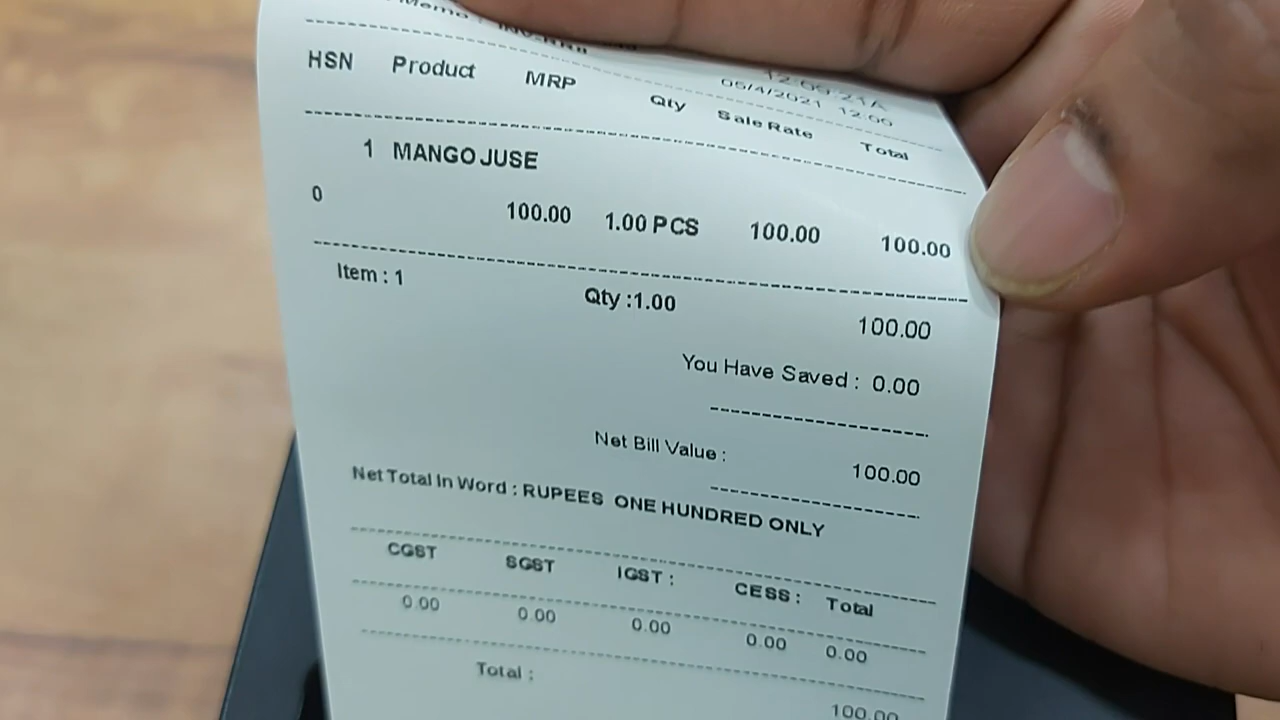 Memo :
05/4/2021 12:00
HSN Product MRP Qty Sale Rate Total
1 MANGO JUSE
0 100.00 1.00 PCS 100.00 100.00
Item : 1 Qty :1.00 100.00
You Have Saved : 0.00
Net Bill Value : 100.00
Net Total In Word : RUPEES ONE HUNDRED ONLY
CGST SGST IGST : CESS : Total
0.00 0.00 0.00 0.00 0.00
Total : 100.00